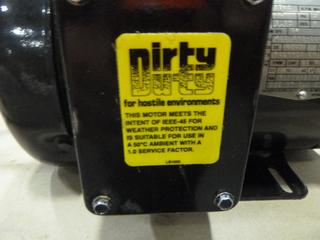 Dirty
Dirty
for hostile environments
THIS MOTOR MEETS THE
INTENT OF IEEE-45 FOR
WEATHER PROTECTION AND
IS SUITABLE FOR USE IN
A 50°C AMBIENT WITH A
1.0 SERVICE FACTOR.